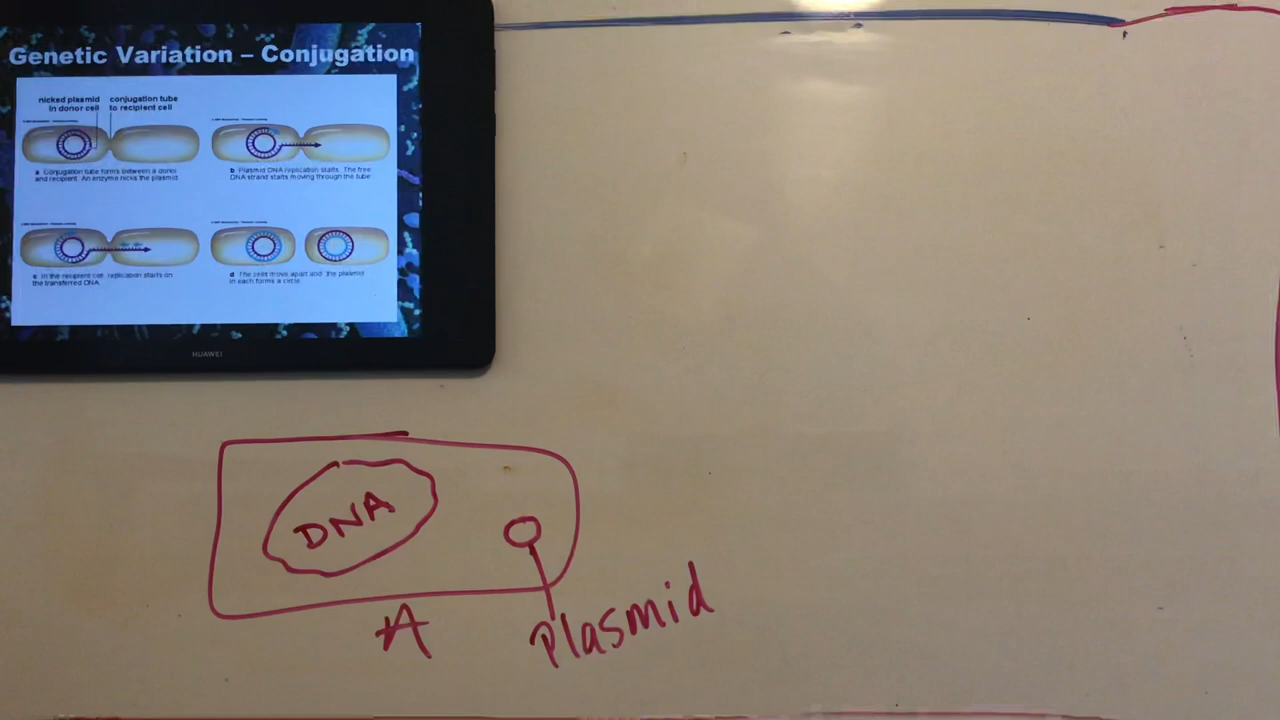 Genetic Variation – Conjugation
nicked plasmid in donor cell
conjugation tube to recipient cell
a Conjugation tube forms between a donor
and recipient. An enzyme nicks the plasmid.
b Plasmid DNA replication starts. The free
DNA strand starts moving through the tube.
c In the recipient cell, replication starts on
the transferred DNA.
d The cells move apart and the plasmid
in each forms a circle.
HUAWEI
DNA
A
Plasmid